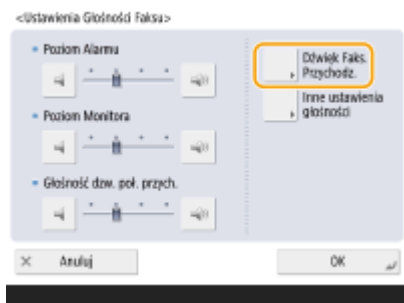 <Ustawienia Głośności Faksu>
Poziom Alarmu
Poziom Monitora
Głośność dzw. poł. przych.
Dźwięk Faks.
Przychodz.
Inne ustawienia
głośności
Anuluj
OK